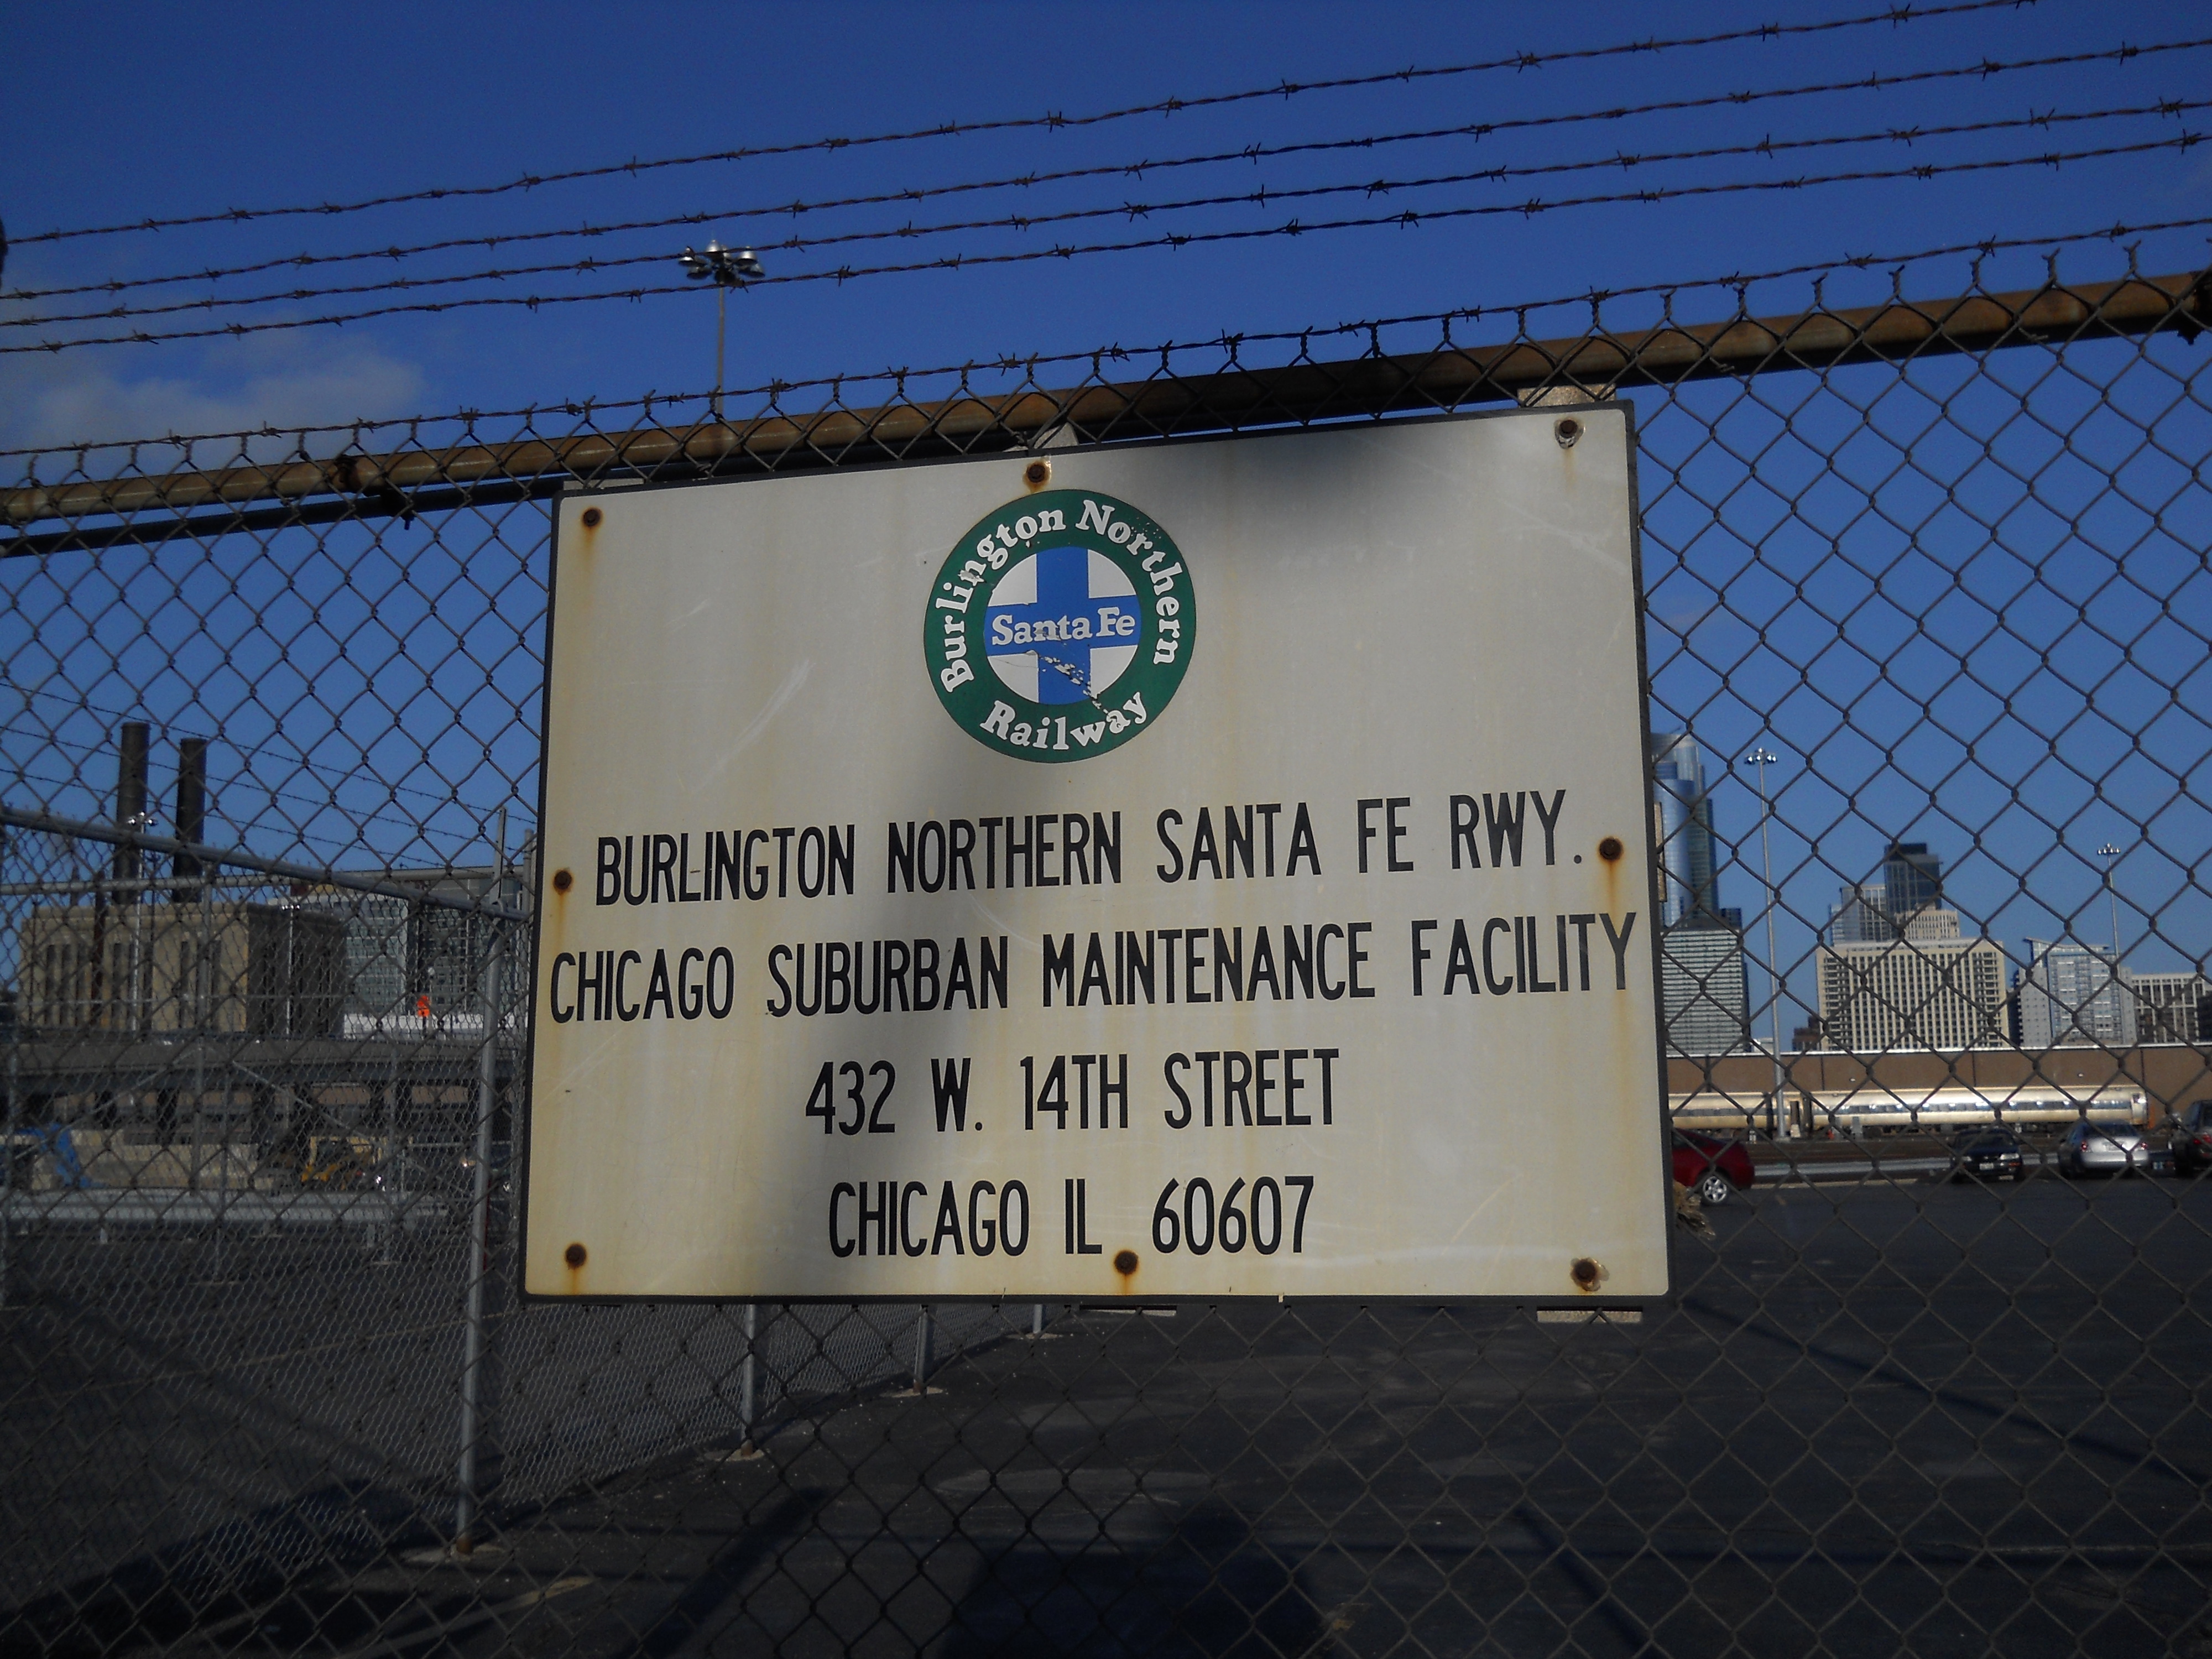 Burlington Northern
Santa Fe
Railway
BURLINGTON NORTHERN SANTA FE RWY.
CHICAGO SUBURBAN MAINTENANCE FACILITY
432 W. 14TH STREET
CHICAGO IL 60607